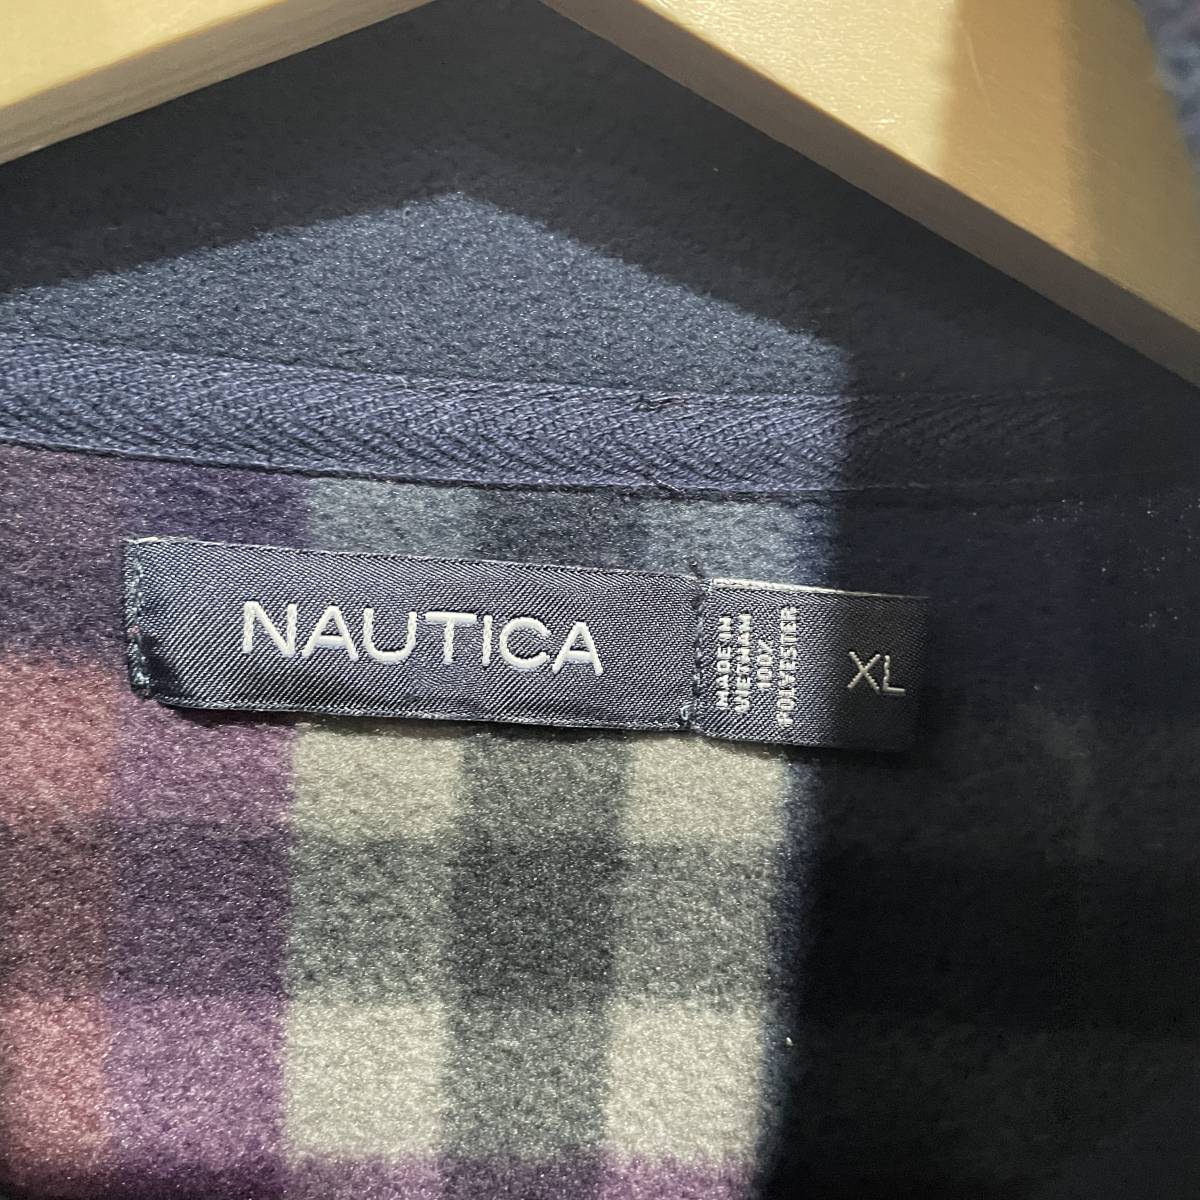 NAUTICA
MADE IN
VIETNAM
100%
POLYESTER
XL